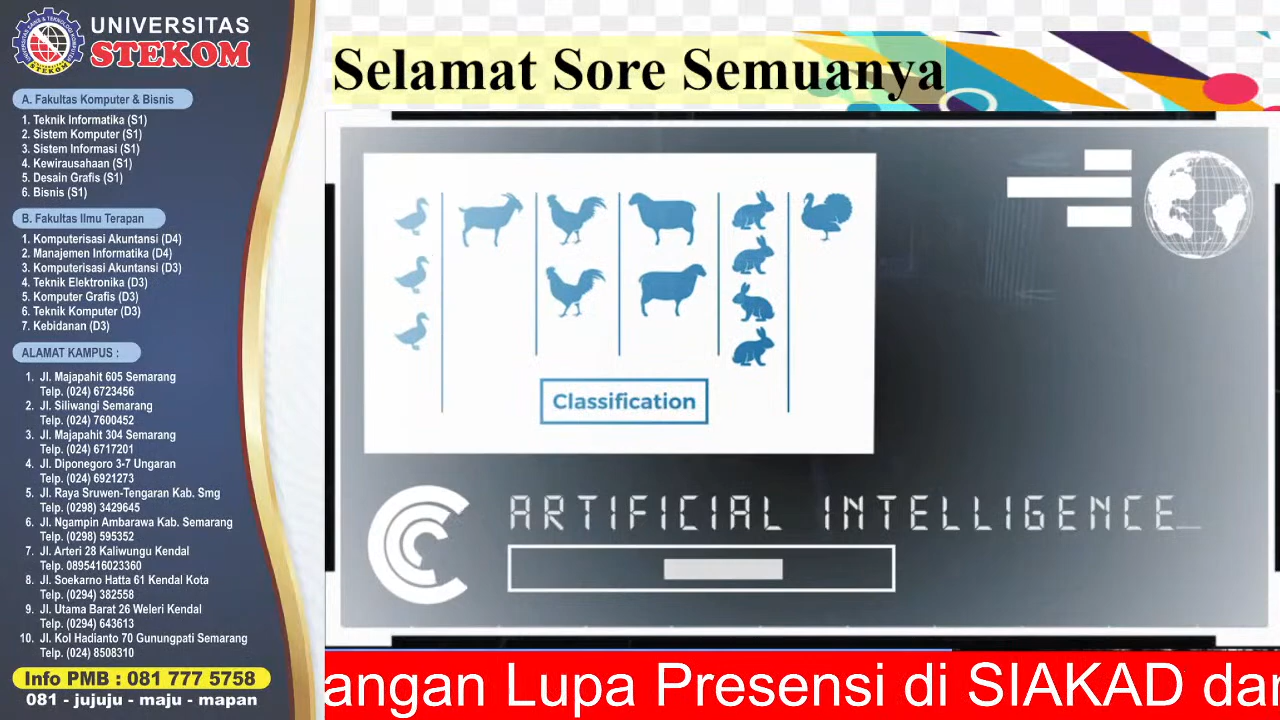 UNIVERSITAS
STEKOM
A. Fakultas Komputer & Bisnis
1. Teknik Informatika (S1)
2. Sistem Komputer (S1)
3. Sistem Informasi (S1)
4. Kewirausahaan (S1)
5. Desain Grafis (S1)
6. Bisnis (S1)
B. Fakultas Ilmu Terapan
1. Komputerisasi Akuntansi (D4)
2. Manajemen Informatika (D4)
3. Komputerisasi Akuntansi (D3)
4. Teknik Elektronika (D3)
5. Komputer Grafis (D3)
6. Teknik Komputer (D3)
7. Kebidanan (D3)
ALAMAT KAMPUS :
1. Jl. Majapahit 605 Semarang
Telp. (024) 6723456
2. Jl. Siliwangi Semarang
Telp. (024) 7600452
3. Jl. Majapahit 304 Semarang
Telp. (024) 6717201
4. Jl. Diponegoro 3-7 Ungaran
Telp. (024) 6921273
5. Jl. Raya Sruwen-Tengaran Kab. Smg
Telp. (0298) 3429645
6. Jl. Ngampin Ambarawa Kab. Semarang
Telp. (0298) 595352
7. Jl. Arteri 28 Kaliwungu Kendal
Telp. 0895416023360
8. Jl. Soekarno Hatta 61 Kendal Kota
Telp. (0294) 382558
9. Jl. Utama Barat 26 Weleri Kendal
Telp. (0294) 643613
10. Jl. Kol Hadianto 70 Gunungpati Semarang
Telp. (024) 8508310
Info PMB : 081 777 5758
081 - jujuju - maju - mapan
Selamat Sore Semuanya
Classification
ARTIFICIAL INTELLIGENCE_
angan Lupa Presensi di SIAKAD dan